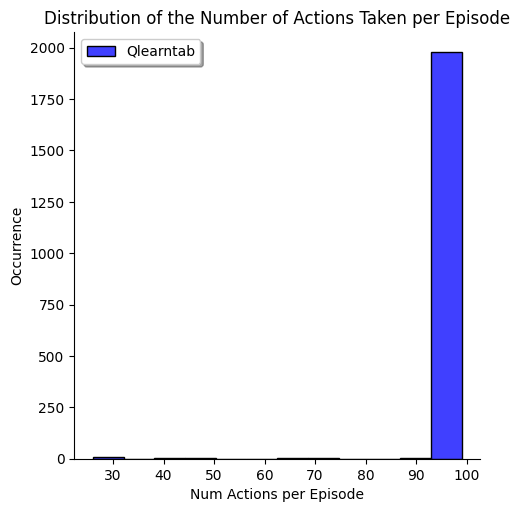 Distribution of the Number of Actions Taken per Episode
Qlearntab
2000
1750
1500
1250
1000
750
500
250
0
Occurrence
30 40 50 60 70 80 90 100
Num Actions per Episode